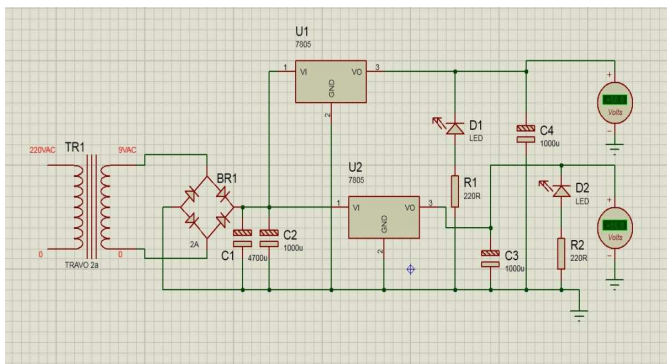 U1
7805
1
VI
VO
3
GND
2
Volts
D1
LED
C4
1000u
TR1
220VAC
9VAC
BR1
U2
7805
1
VI
VO
3
GND
2
R1
220R
D2
LED
Volts
0
0
TRAVO 2a
2A
C1
4700u
C2
1000u
C3
1000u
R2
220R